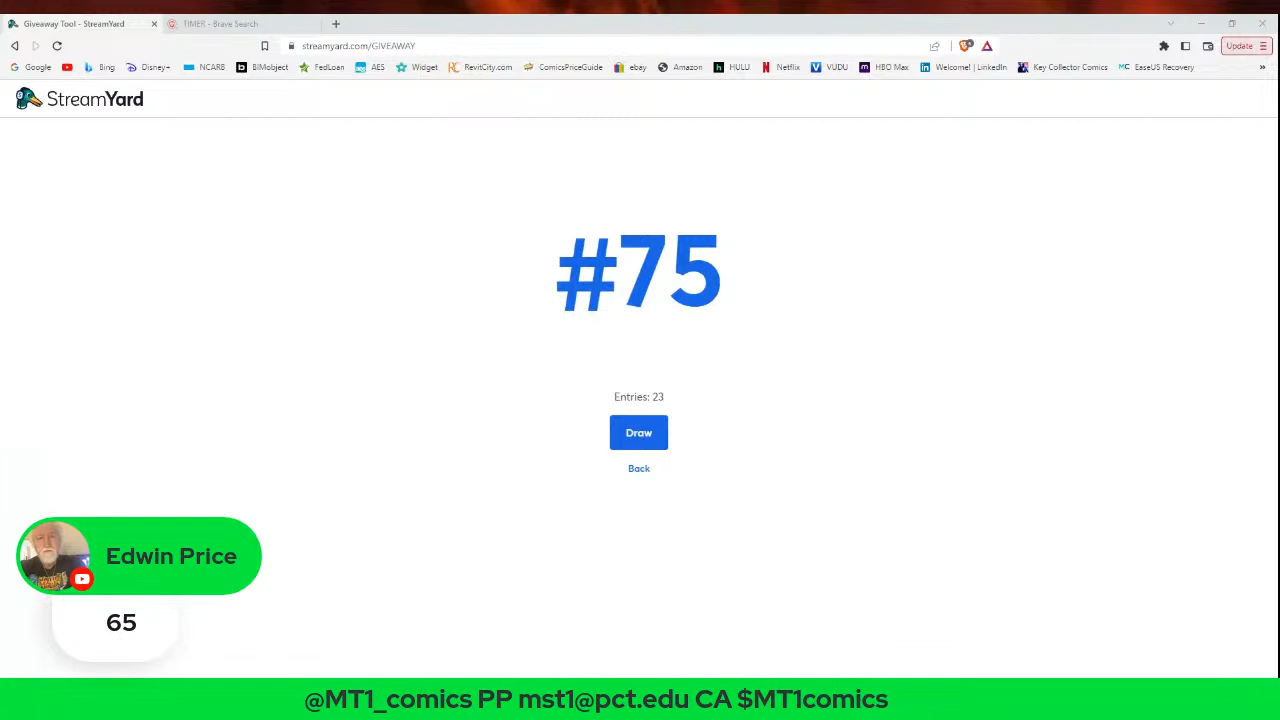 Giveaway Tool - StreamYard
TIMER - Brave Search
streamyard.com/GIVEAWAY
Update
Google Bing Disney+ NCARB BIMobject FedLoan AES Widget RevitCity.com ComicsPriceGuide ebay Amazon HULU Netflix VUDU HBO Max Welcome! | LinkedIn Key Collector Comics EaseUS Recovery
StreamYard
#75
Entries: 23
Draw
Back
Edwin Price
65
@MT1_comics PP mst1@pct.edu CA $MT1comics